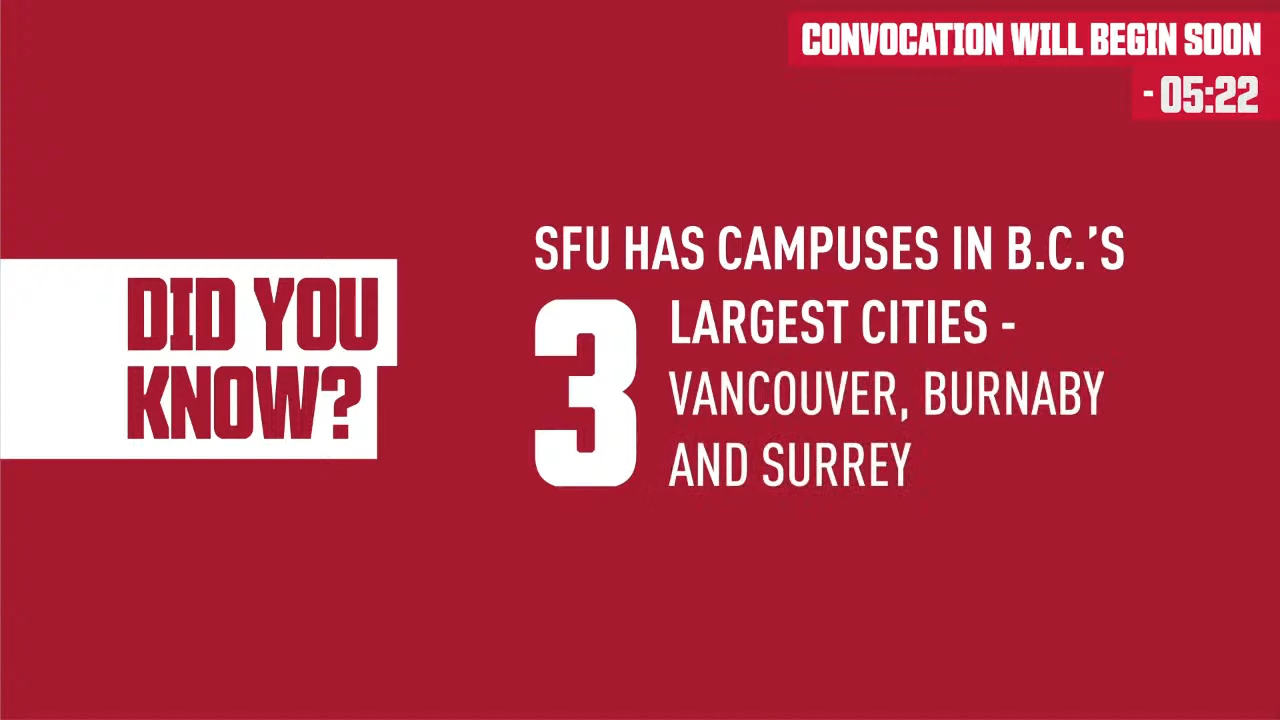 CONVOCATION WILL BEGIN SOON
- 05:22
DID YOU
KNOW?
SFU HAS CAMPUSES IN B.C.’S
3 LARGEST CITIES -
VANCOUVER, BURNABY
AND SURREY